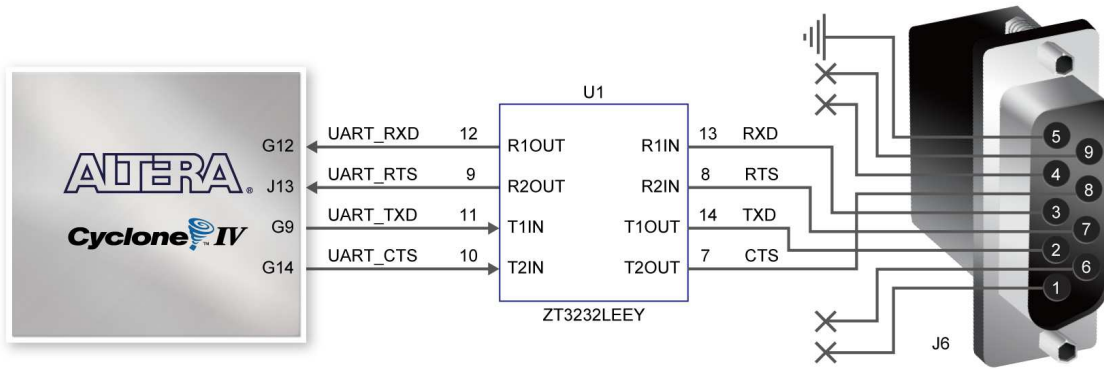 U1
ALTERA®
Cyclone™ IV
G12 UART_RXD 12 R1OUT R1IN 13 RXD
J13 UART_RTS 9 R2OUT R2IN 8 RTS
G9 UART_TXD 11 T1IN T1OUT 14 TXD
G14 UART_CTS 10 T2IN T2OUT 7 CTS
ZT3232LEEY
5
9
4
8
3
7
2
6
1
J6